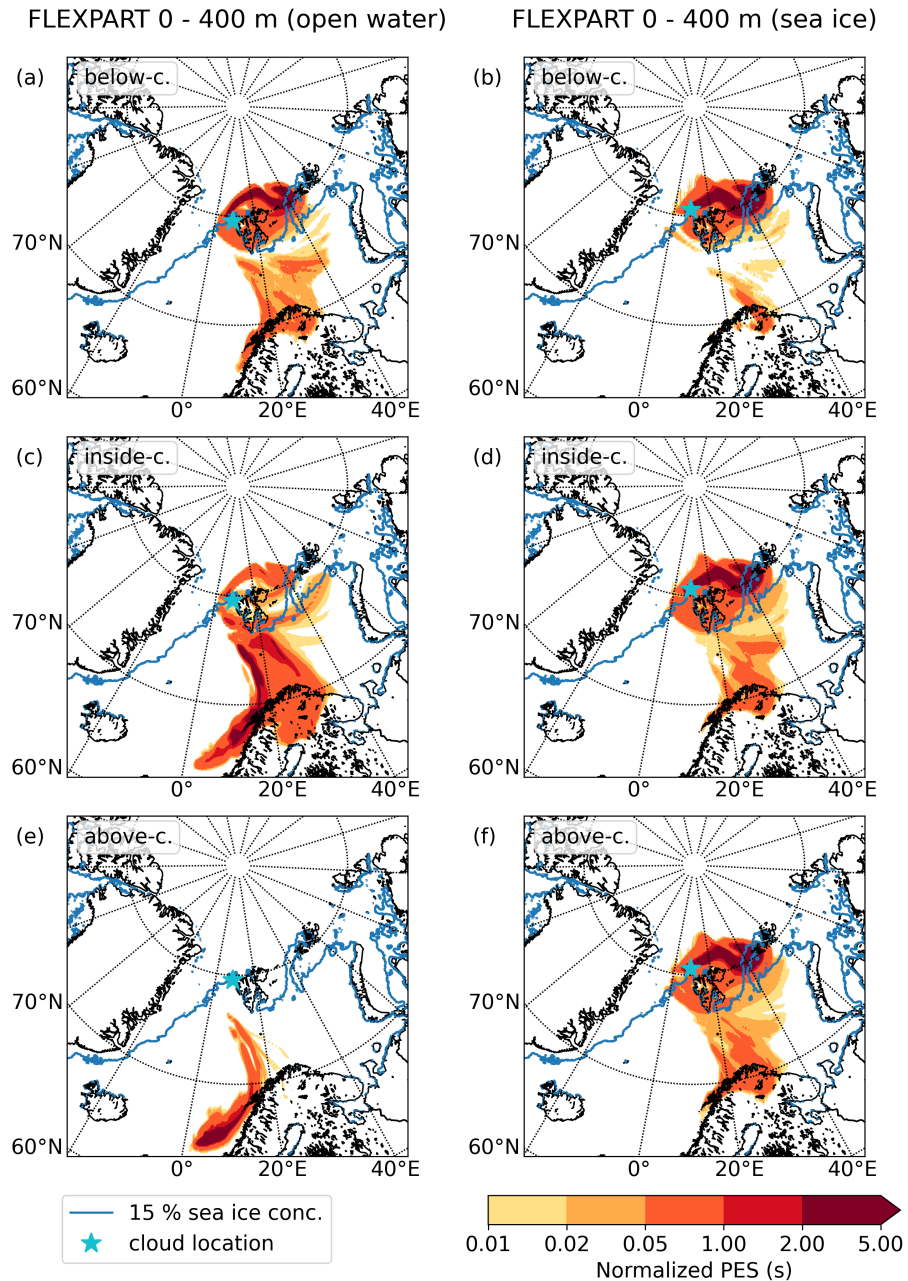 FLEXPART 0 - 400 m (open water) FLEXPART 0 - 400 m (sea ice)
(a) below-c. (b) below-c.
70°N 70°N
60°N 60°N
0° 20°E 40°E 0° 20°E 40°E
(c) inside-c. (d) inside-c.
70°N 70°N
60°N 60°N
0° 20°E 40°E 0° 20°E 40°E
(e) above-c. (f) above-c.
70°N 70°N
60°N 60°N
0° 20°E 40°E 0° 20°E 40°E
15 % sea ice conc.
cloud location
0.01 0.02 0.05 1.00 2.00 5.00
Normalized PES (s)